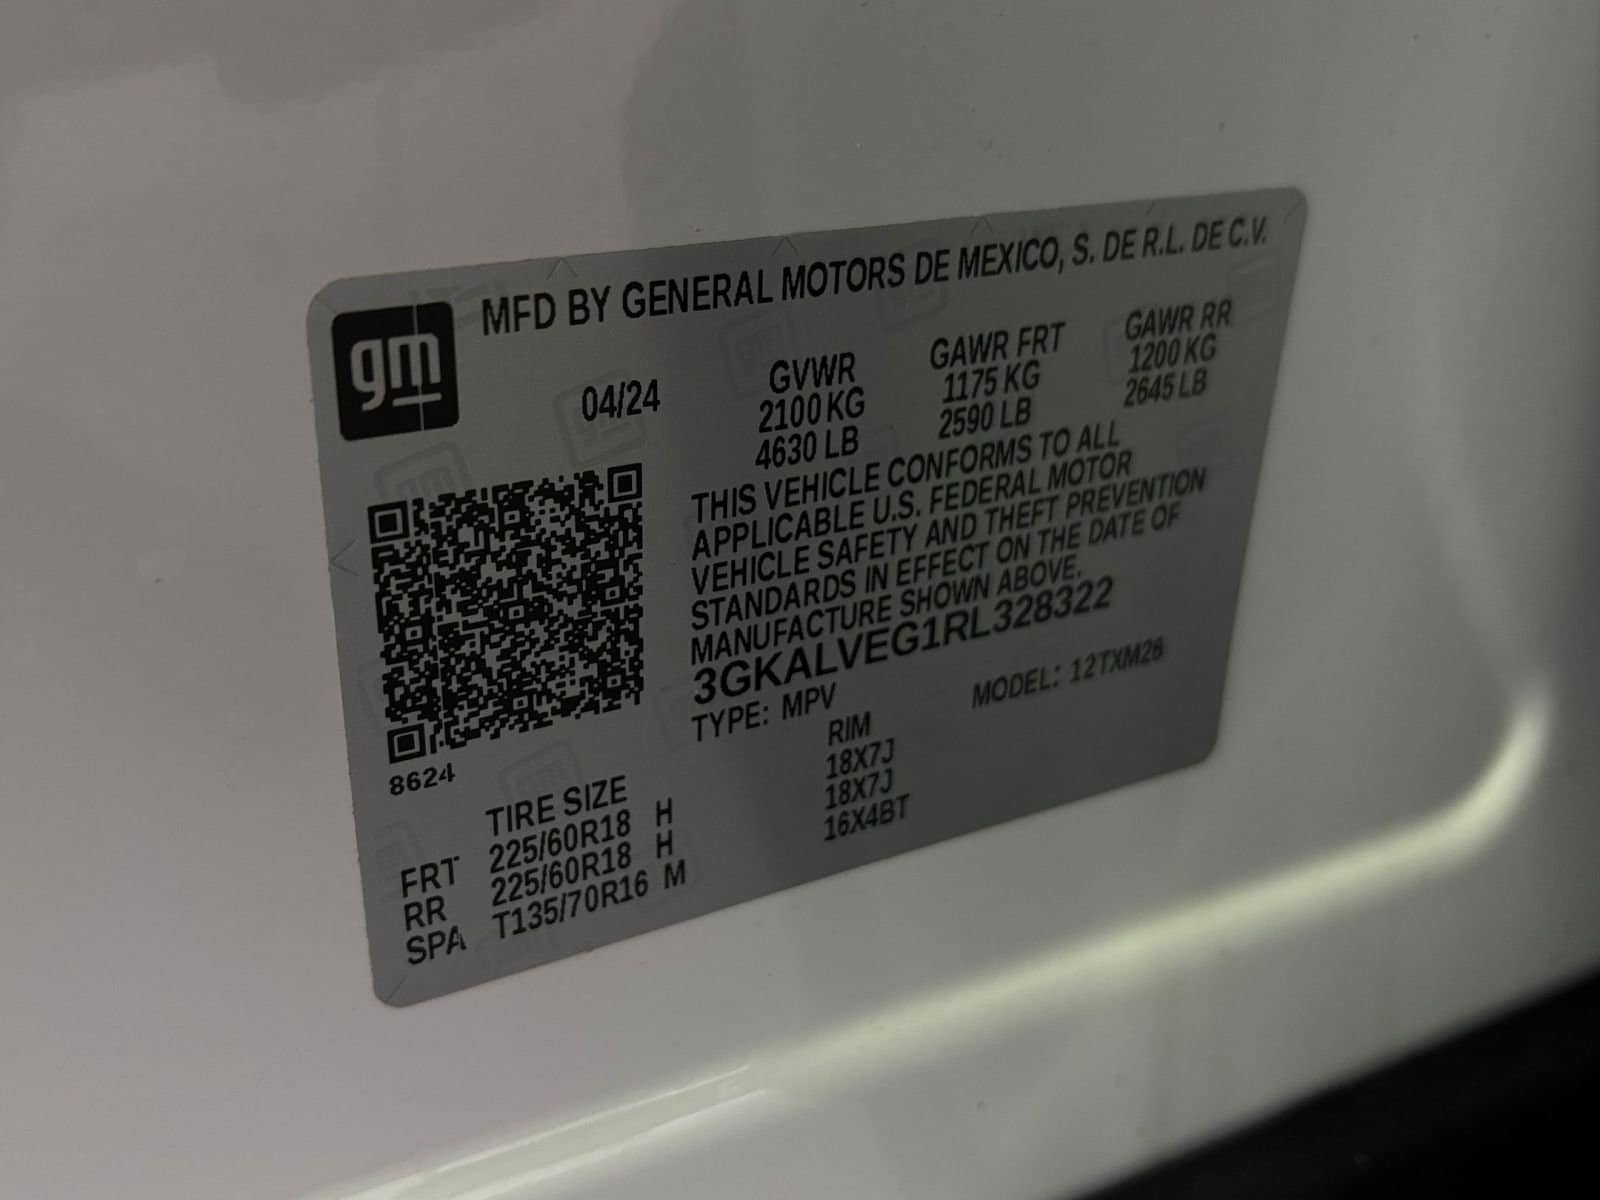 gm
MFD BY GENERAL MOTORS DE MEXICO, S. DE R.L. DE C.V.
04/24
GVWR
2100 KG
4630 LB
GAWR FRT
1175 KG
2590 LB
GAWR RR
1200 KG
2645 LB
THIS VEHICLE CONFORMS TO ALL
APPLICABLE U.S. FEDERAL MOTOR
VEHICLE SAFETY AND THEFT PREVENTION
STANDARDS IN EFFECT ON THE DATE OF
MANUFACTURE SHOWN ABOVE.
3GKALVEG1RL328322
TYPE: MPV MODEL: 12TXM26
8624
TIRE SIZE RIM
FRT 225/60R18 H 18X7J
RR 225/60R18 H 18X7J
SPA T135/70R16 M 16X4BT